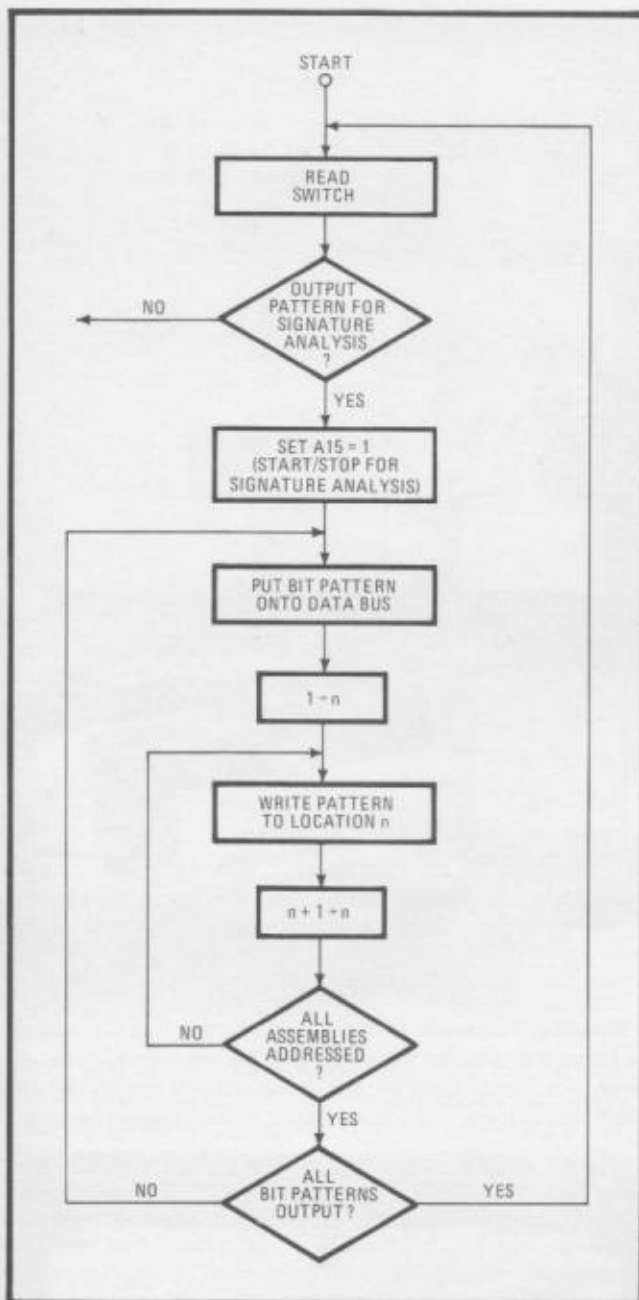 START
READ
SWITCH
OUTPUT
PATTERN FOR
SIGNATURE
ANALYSIS
?
NO
YES
SET A15 = 1
(START/STOP FOR
SIGNATURE ANALYSIS)
PUT BIT PATTERN
ONTO DATA BUS
1→n
WRITE PATTERN
TO LOCATION n
n + 1→n
ALL
ASSEMBLIES
ADDRESSED
?
NO
YES
ALL
BIT PATTERNS
OUTPUT?
NO
YES